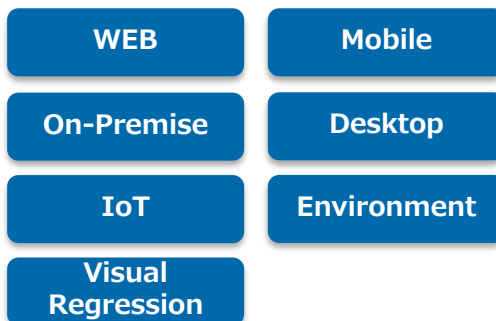 WEB
Mobile
On-Premise
Desktop
IoT
Environment
Visual
Regression